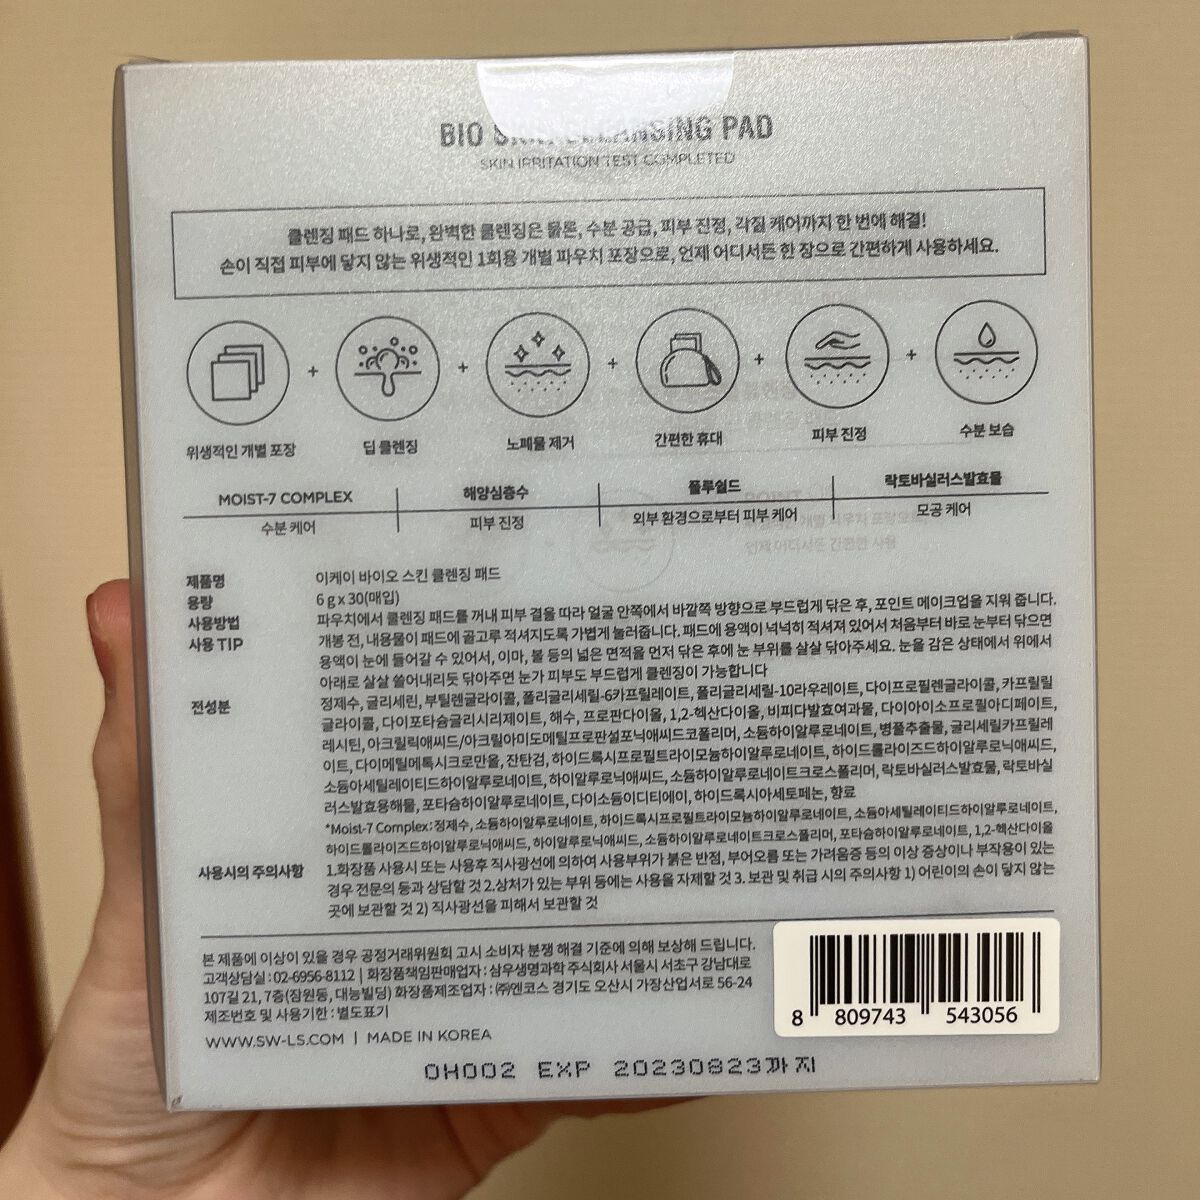 BIO SKIN CLEANSING PAD
SKIN IRRITATION TEST COMPLETED
클렌징 패드 하나로, 완벽한 클렌징은 물론, 수분 공급, 피부 진정, 각질 케어까지 한 번에 해결!
손이 직접 피부에 닿지 않는 위생적인 1회용 개별 파우치 포장으로, 언제 어디서든 한 장으로 간편하게 사용하세요.
위생적인 개별 포장 + 딥 클렌징 + 노폐물 제거 + 간편한 휴대 + 피부 진정 + 수분 보습
MOIST-7 COMPLEX 해양심층수 플루쉴드 락토바실러스발효물
수분 케어 피부 진정 외부 환경으로부터 피부 케어 모공 케어
제품명 이케이 바이오 스킨 클렌징 패드
용량 6 g x 30(매입)
사용방법 파우치에서 클렌징 패드를 꺼내 피부 결을 따라 얼굴 안쪽에서 바깥쪽 방향으로 부드럽게 닦은 후, 포인트 메이크업을 지워 줍니다.
사용 TIP 개봉 전, 내용물이 패드에 골고루 적셔지도록 가볍게 눌러줍니다. 패드에 용액이 넉넉히 적셔져 있어서 처음부터 바로 눈부터 닦으면
용액이 눈에 들어갈 수 있어서, 이마, 볼 등의 넓은 면적을 먼저 닦은 후에 눈 부위를 살살 닦아주세요. 눈을 감은 상태에서 위에서
아래로 살살 쓸어내리듯 닦아주면 눈가 피부도 부드럽게 클렌징이 가능합니다
전성분 정제수, 글리세린, 부틸렌글라이콜, 폴리글리세릴-6카프릴레이트, 폴리글리세릴-10라우레이트, 다이프로필렌글라이콜, 카프릴릴
글라이콜, 다이포타슘글리시리제이트, 해수, 프로판다이올, 1,2-헥산다이올, 비피다발효여과물, 다이아이소프로필아디페이트,
레시틴, 아크릴릭애씨드/아크릴아미도메틸프로판설포닉애씨드코폴리머, 소듐하이알루로네이트, 병풀추출물, 글리세릴카프릴레
이트, 다이메틸메톡시크로만올, 잔탄검, 하이드록시프로필트라이모늄하이알루로네이트, 하이드롤라이즈드하이알루로닉애씨드,
소듐아세틸레이티드하이알루로네이트, 하이알루로닉애씨드, 소듐하이알루로네이트크로스폴리머, 락토바실러스발효물, 락토바실
러스발효용해물, 포타슘하이알루로네이트, 다이소듐이디티에이, 하이드록시아세토페논, 향료
*Moist-7 Complex : 정제수, 소듐하이알루로네이트, 하이드록시프로필트라이모늄하이알루로네이트, 소듐아세틸레이티드하이알루로네이트,
하이드롤라이즈드하이알루로닉애씨드, 하이알루로닉애씨드, 소듐하이알루로네이트크로스폴리머, 포타슘하이알루로네이트, 1,2-헥산다이올
사용시의 주의사항 1.화장품 사용시 또는 사용후 직사광선에 의하여 사용부위가 붉은 반점, 부어오름 또는 가려움증 등의 이상 증상이나 부작용이 있는
경우 전문의 등과 상담할 것 2.상처가 있는 부위 등에는 사용을 자제할 것 3. 보관 및 취급 시의 주의사항 1) 어린이의 손이 닿지 않는
곳에 보관할 것 2) 직사광선을 피해서 보관할 것
본 제품에 이상이 있을 경우 공정거래위원회 고시 소비자 분쟁 해결 기준에 의해 보상해 드립니다.
고객상담실 : 02-6956-8112 | 화장품책임판매업자 : 삼우생명과학 주식회사 서울시 서초구 강남대로
107길 21, 7층(잠원동, 대능빌딩) 화장품제조업자 : ㈜엔코스 경기도 오산시 가장산업서로 56-24
제조번호 및 사용기한 : 별도표기
WWW.SW-LS.COM | MADE IN KOREA
8 809743 543056
OH002 EXP 20230823까지